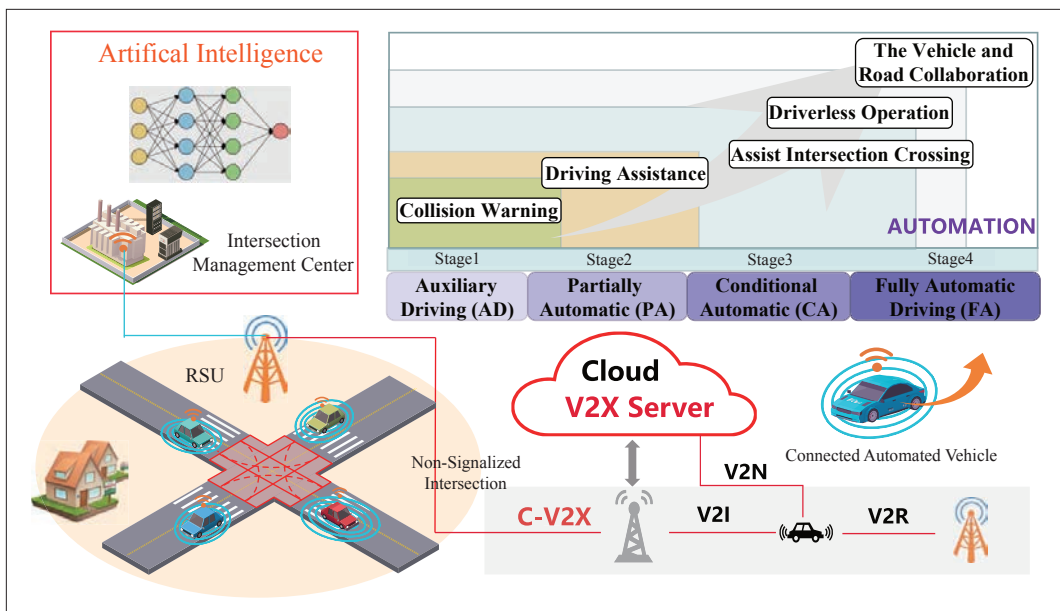 Artifical Intelligence
Intersection
Management Center
The Vehicle and
Road Collaboration
Driverless Operation
Assist Intersection Crossing
Driving Assistance
Collision Warning
AUTOMATION
Stage1
Stage2
Stage3
Stage4
Auxiliary
Driving (AD)
Partially
Automatic (PA)
Conditional
Automatic (CA)
Fully Automatic
Driving (FA)
RSU
Non-Signalized
Intersection
Cloud
V2X Server
Connected Automated Vehicle
V2N
C-V2X
V2I
V2R